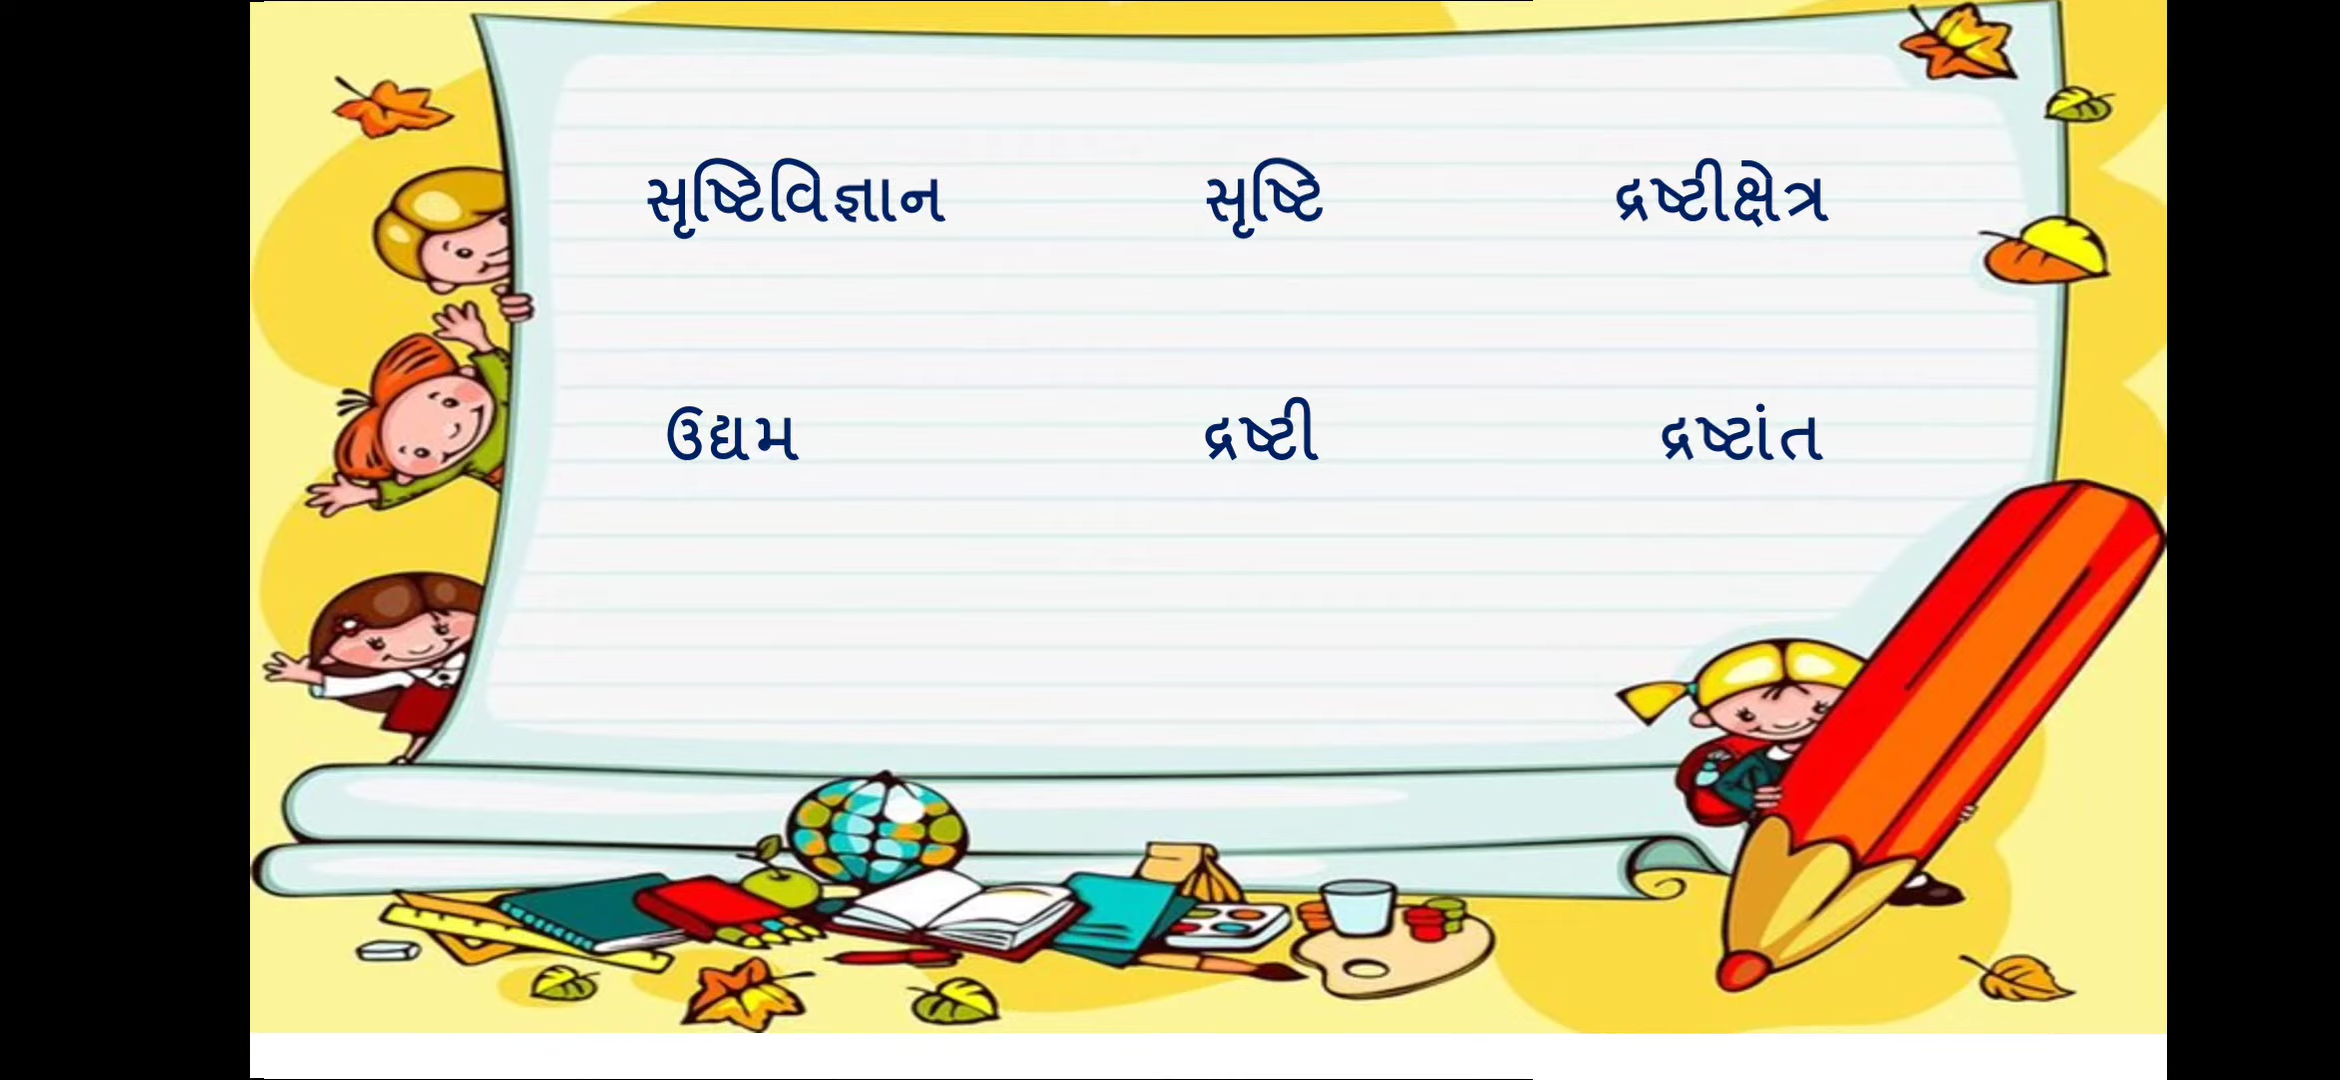 સૃષ્ટિવિજ્ઞાન સૃષ્ટિ દ્રષ્ટીક્ષેત્ર
ઉદ્યમ દ્રષ્ટી દ્રષ્ટાંત